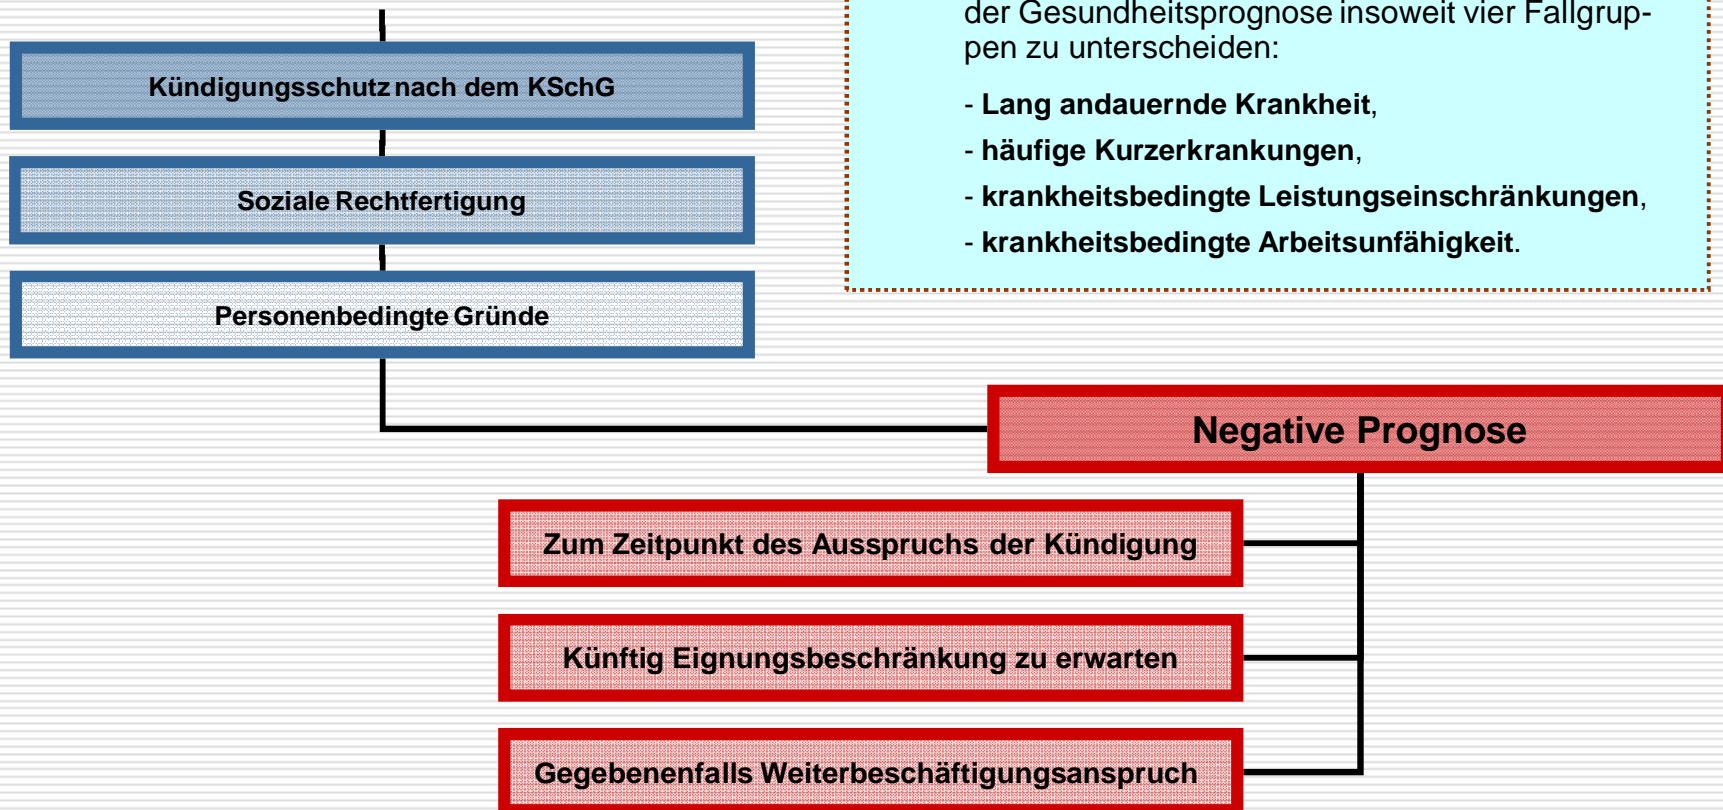 der Gesundheitsprognose insoweit vier Fallgrup-
pen zu unterscheiden:
- Lang andauernde Krankheit,
- häufige Kurzerkrankungen,
- krankheitsbedingte Leistungseinschränkungen,
- krankheitsbedingte Arbeitsunfähigkeit.
Kündigungsschutz nach dem KSchG
Soziale Rechtfertigung
Personenbedingte Gründe
Negative Prognose
Zum Zeitpunkt des Ausspruchs der Kündigung
Künftig Eignungsbeschränkung zu erwarten
Gegebenenfalls Weiterbeschäftigungsanspruch